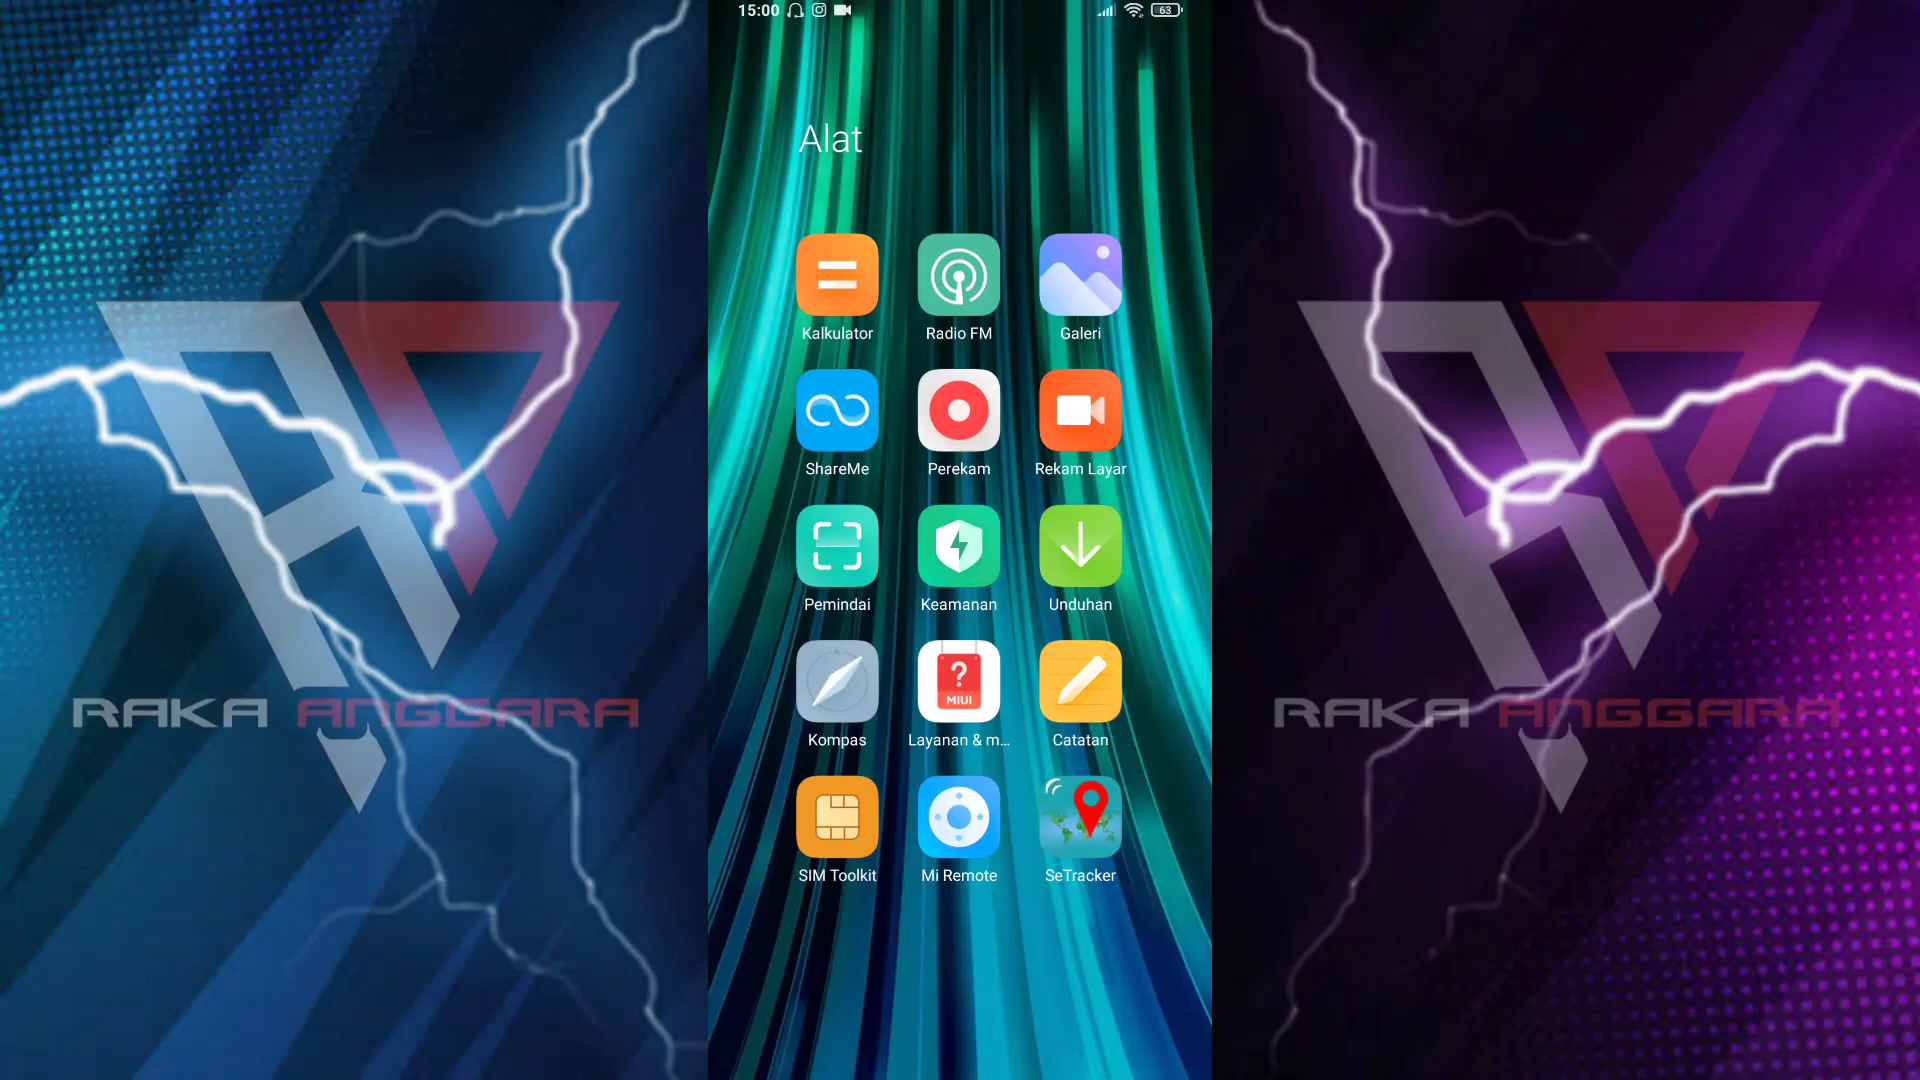 15:00
63
Alat
Kalkulator
Radio FM
Galeri
ShareMe
Perekam
Rekam Layar
Pemindai
Keamanan
Unduhan
N
MIUI
Kompas
Layanan & m...
Catatan
SIM Toolkit
Mi Remote
SeTracker
RAKA ANGGARA
RAKA ANGGARA